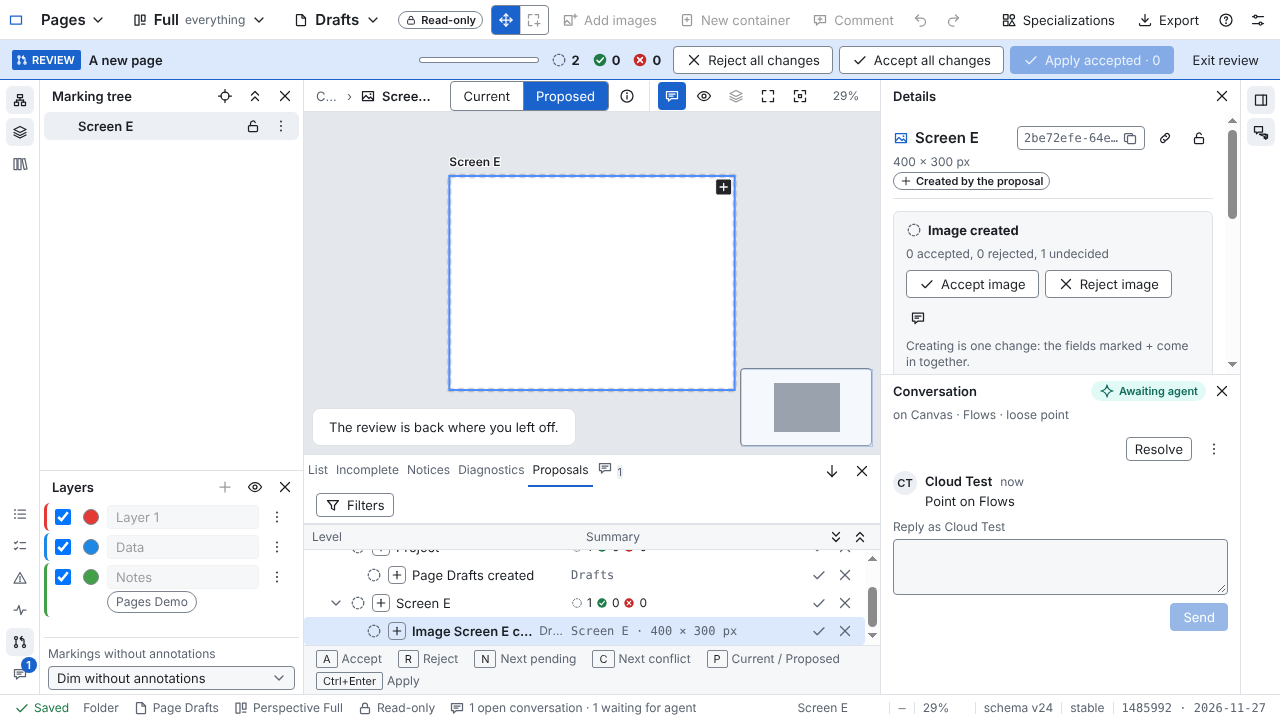 Pages
Full everything
Drafts
Read-only
Add images
New container
Comment
Specializations
Export
REVIEW
A new page
2
0
0
Reject all changes
Accept all changes
Apply accepted · 0
Exit review
Marking tree
Screen E
C...
Scree...
Current
Proposed
29%
Screen E
The review is back where you left off.
Details
Screen E
2be72efe-64e…
400 × 300 px
Created by the proposal
Image created
0 accepted, 0 rejected, 1 undecided
Accept image
Reject image
Creating is one change: the fields marked + come
in together.
Layers
Layer 1
Data
Notes
Pages Demo
Markings without annotations
Dim without annotations
List
Incomplete
Notices
Diagnostics
Proposals
1
Filters
Level
Summary
Project
Page Drafts created
Drafts
Screen E
1
0
0
Image Screen E c...
Dr...
Screen E · 400 × 300 px
A Accept
R Reject
N Next pending
C Next conflict
P Current / Proposed
Ctrl+Enter Apply
Conversation
Awaiting agent
on Canvas · Flows · loose point
Resolve
CT
Cloud Test now
Point on Flows
Reply as Cloud Test
Send
1
Saved
Folder
Page Drafts
Perspective Full
Read-only
1 open conversation · 1 waiting for agent
Screen E
—
29%
schema v24
stable
1485992 · 2026-11-27